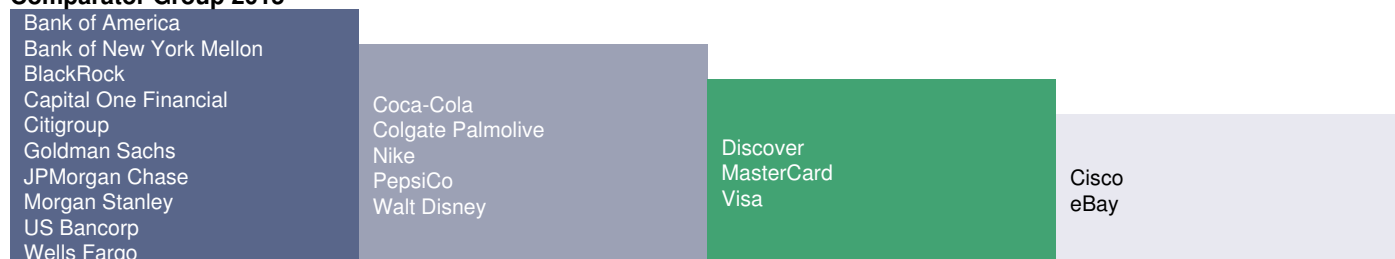 Comparator Group 2013
Bank of America
Bank of New York Mellon
BlackRock
Capital One Financial
Citigroup
Goldman Sachs
JPMorgan Chase
Morgan Stanley
US Bancorp
Wells Fargo
Coca-Cola
Colgate Palmolive
Nike
PepsiCo
Walt Disney
Discover
MasterCard
Visa
Cisco
eBay